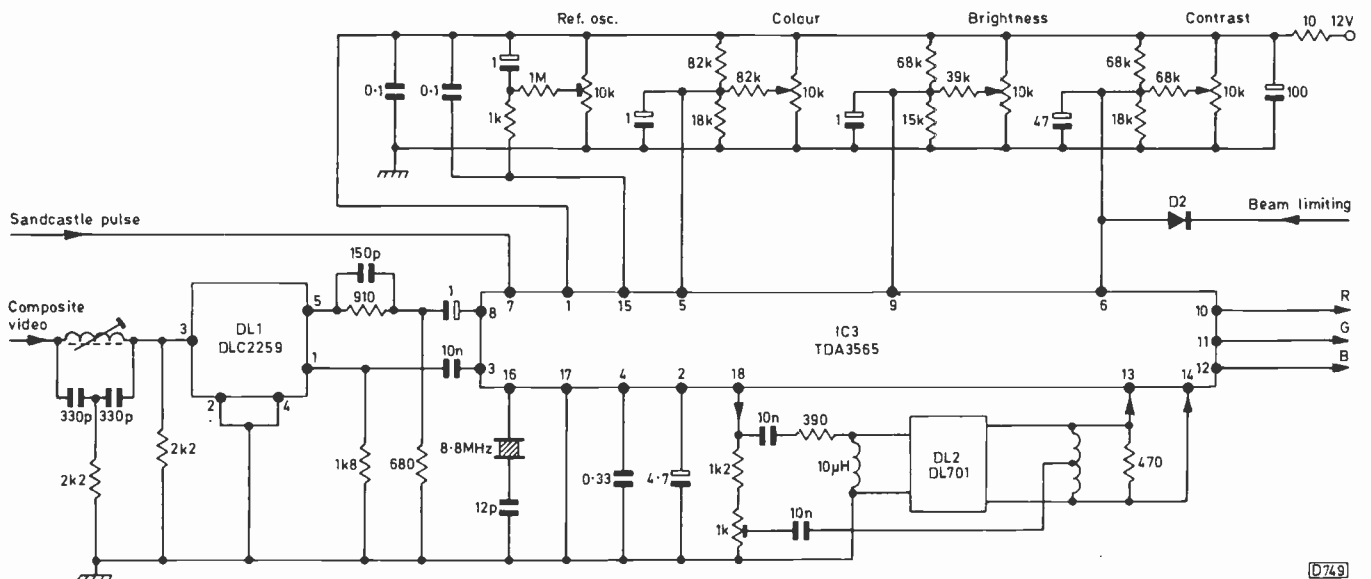 Ref. osc. Colour Brightness Contrast 10 12V
0·1
0·1
1
1M
1k
10k
82k
82k
18k
10k
1
68k
39k
15k
10k
1
68k
68k
18k
10k
47
100
Sandcastle pulse
D2
Beam limiting
150p
910
1
7 1 15 5 9 6
Composite
video
3
DL1
DLC2259
5
1
2 4
8
3
10n
IC3
TDA3565
10 R
11 G
12 B
16 17 4 2 18 13 14
330p 330p
2k2
2k2
1k8
680
8·8MHz
12p
0·33
4·7
10n
390
1k2
1k
10µH
DL2
DL701
10n
470
D749